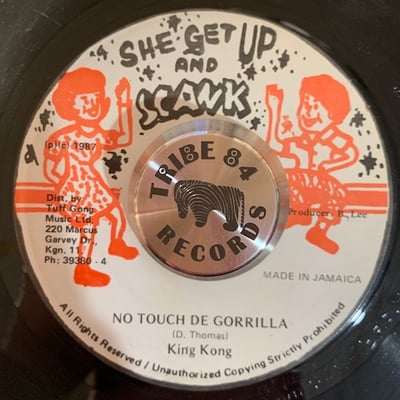 SHE GET UP
AND
SCAWK
(p)(c) 1987
Dist. by
Tuff Gong
Music Ltd.
220 Marcus
Garvey Dr.,
Kgn. 11.
Ph: 39380 - 4
TRIBE 84
RECORDS
Producer: B. Lee
MADE IN JAMAICA
NO TOUCH DE GORRILLA
(D. Thomas)
King Kong
All Rights Reserved / Unauthorized Copying Strictly Prohibited